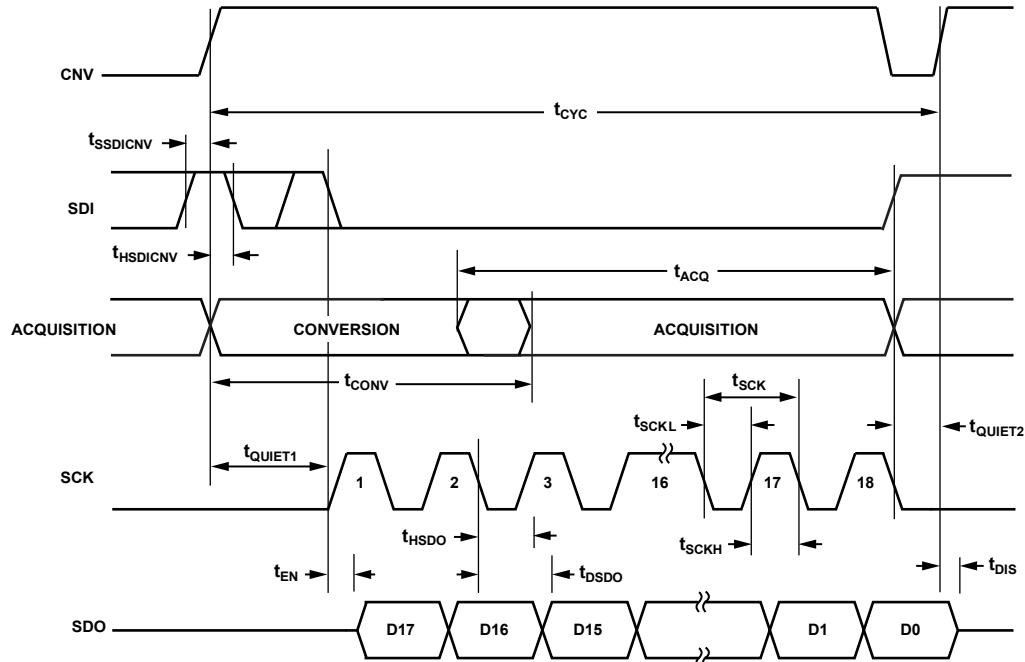 CNV
tCYC
tSSDICNV
SDI
tHSDICNV
tACQ
ACQUISITION
CONVERSION
ACQUISITION
tCONV
tSCK
tSCKL
tQUIET2
tQUIET1
SCK
1
2
3
16
17
18
tHSDO
tSCKH
tEN
tDSDO
tDIS
SDO
D17
D16
D15
D1
D0